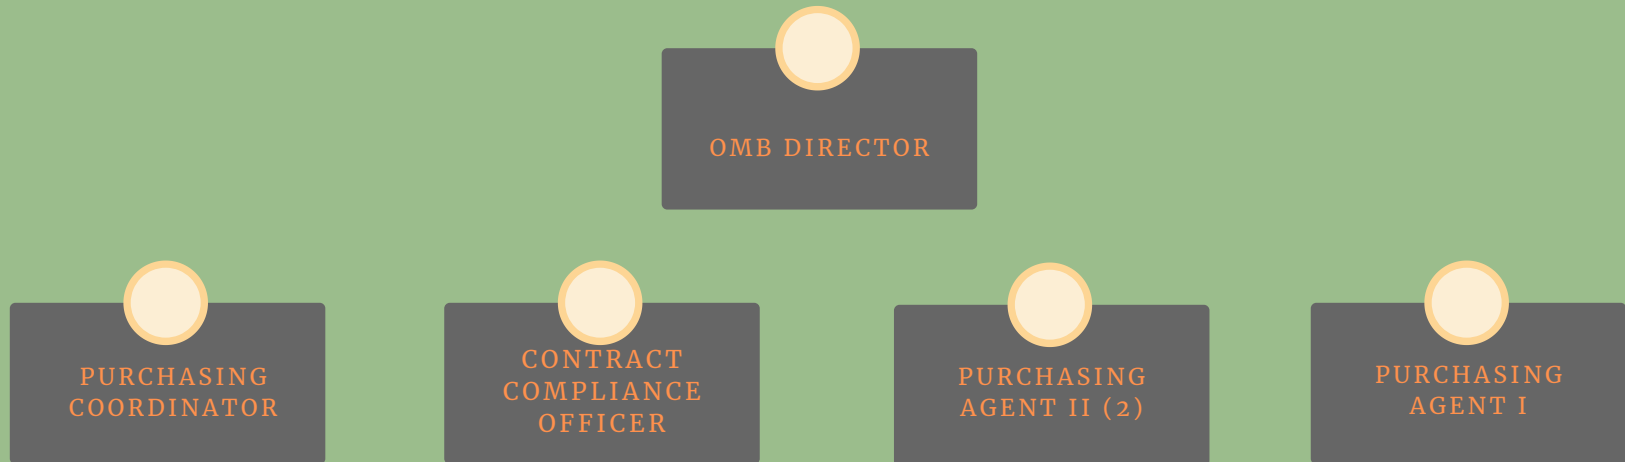 OMB DIRECTOR
PURCHASING
COORDINATOR
CONTRACT
COMPLIANCE
OFFICER
PURCHASING
AGENT II (2)
PURCHASING
AGENT I